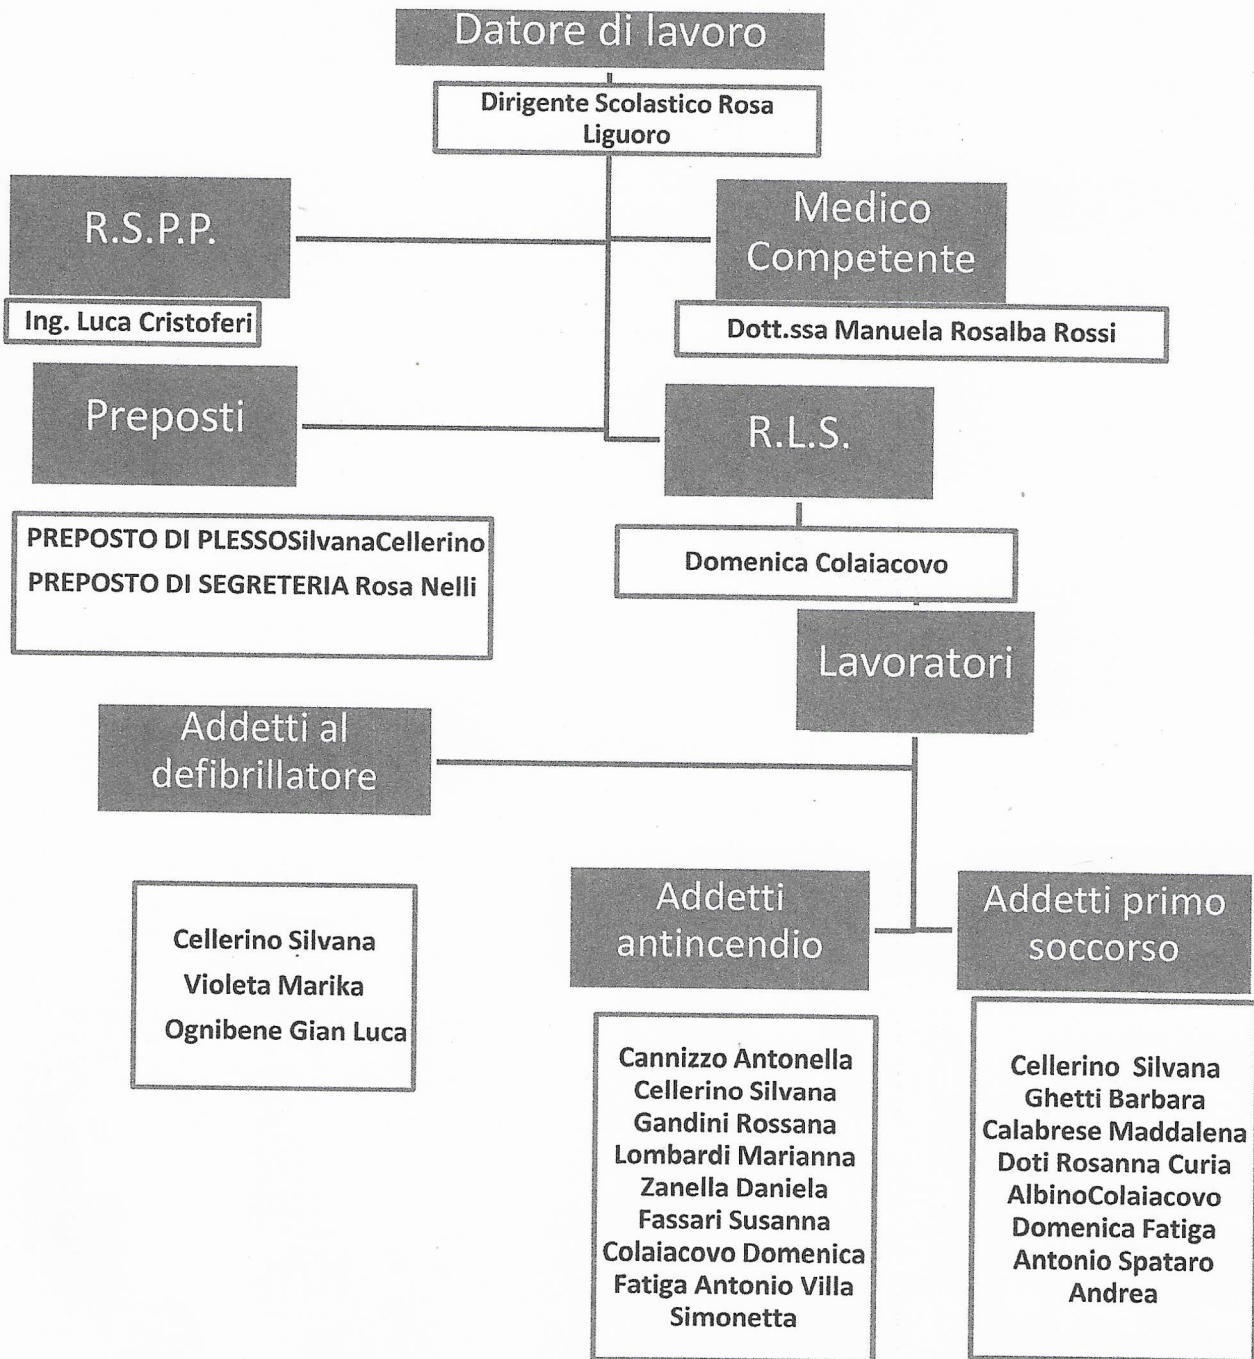 Datore di lavoro
Dirigente Scolastico Rosa
Liguoro
R.S.P.P.
Ing. Luca Cristoferi
Medico
Competente
Dott.ssa Manuela Rosalba Rossi
Preposti
PREPOSTO DI PLESSOSilvanaCellerino
PREPOSTO DI SEGRETERIA Rosa Nelli
R.L.S.
Domenica Colaiacovo
Lavoratori
Addetti al
defibrillatore
Cellerino Silvana
Violeta Marika
Ognibene Gian Luca
Addetti
antincendio
Cannizzo Antonella
Cellerino Silvana
Gandini Rossana
Lombardi Marianna
Zanella Daniela
Fassari Susanna
Colaiacovo Domenica
Fatiga Antonio Villa
Simonetta
Addetti primo
soccorso
Cellerino Silvana
Ghetti Barbara
Calabrese Maddalena
Doti Rosanna Curia
AlbinoColaiacovo
Domenica Fatiga
Antonio Spataro
Andrea